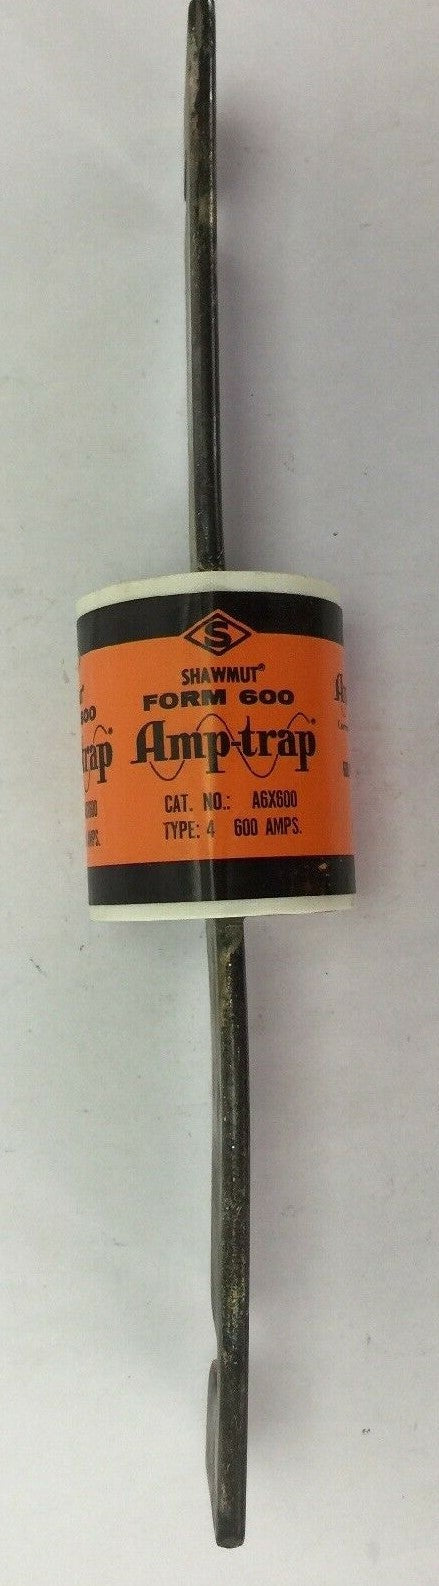 S
SHAWMUT®
FORM 600
Amp-trap®
CAT. NO.: A6X600
TYPE: 4 600 AMPS.